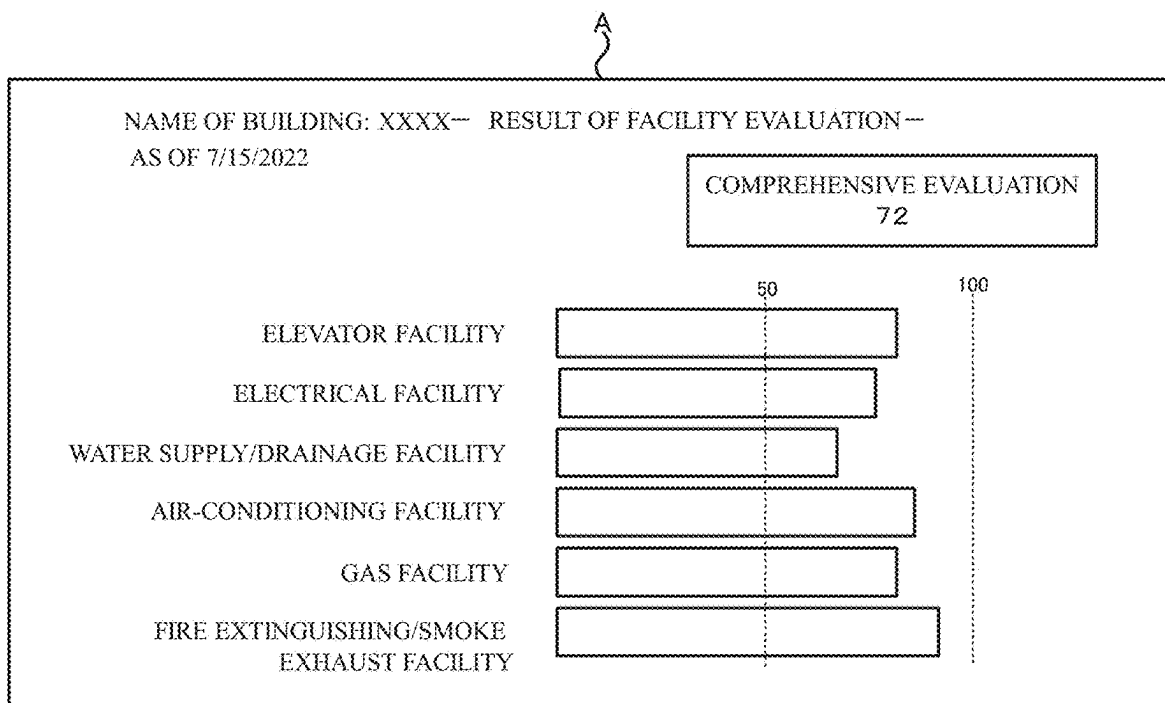 A
NAME OF BUILDING: XXXX— RESULT OF FACILITY EVALUATION—
AS OF 7/15/2022
COMPREHENSIVE EVALUATION
72
50 100
ELEVATOR FACILITY
ELECTRICAL FACILITY
WATER SUPPLY/DRAINAGE FACILITY
AIR-CONDITIONING FACILITY
GAS FACILITY
FIRE EXTINGUISHING/SMOKE
EXHAUST FACILITY